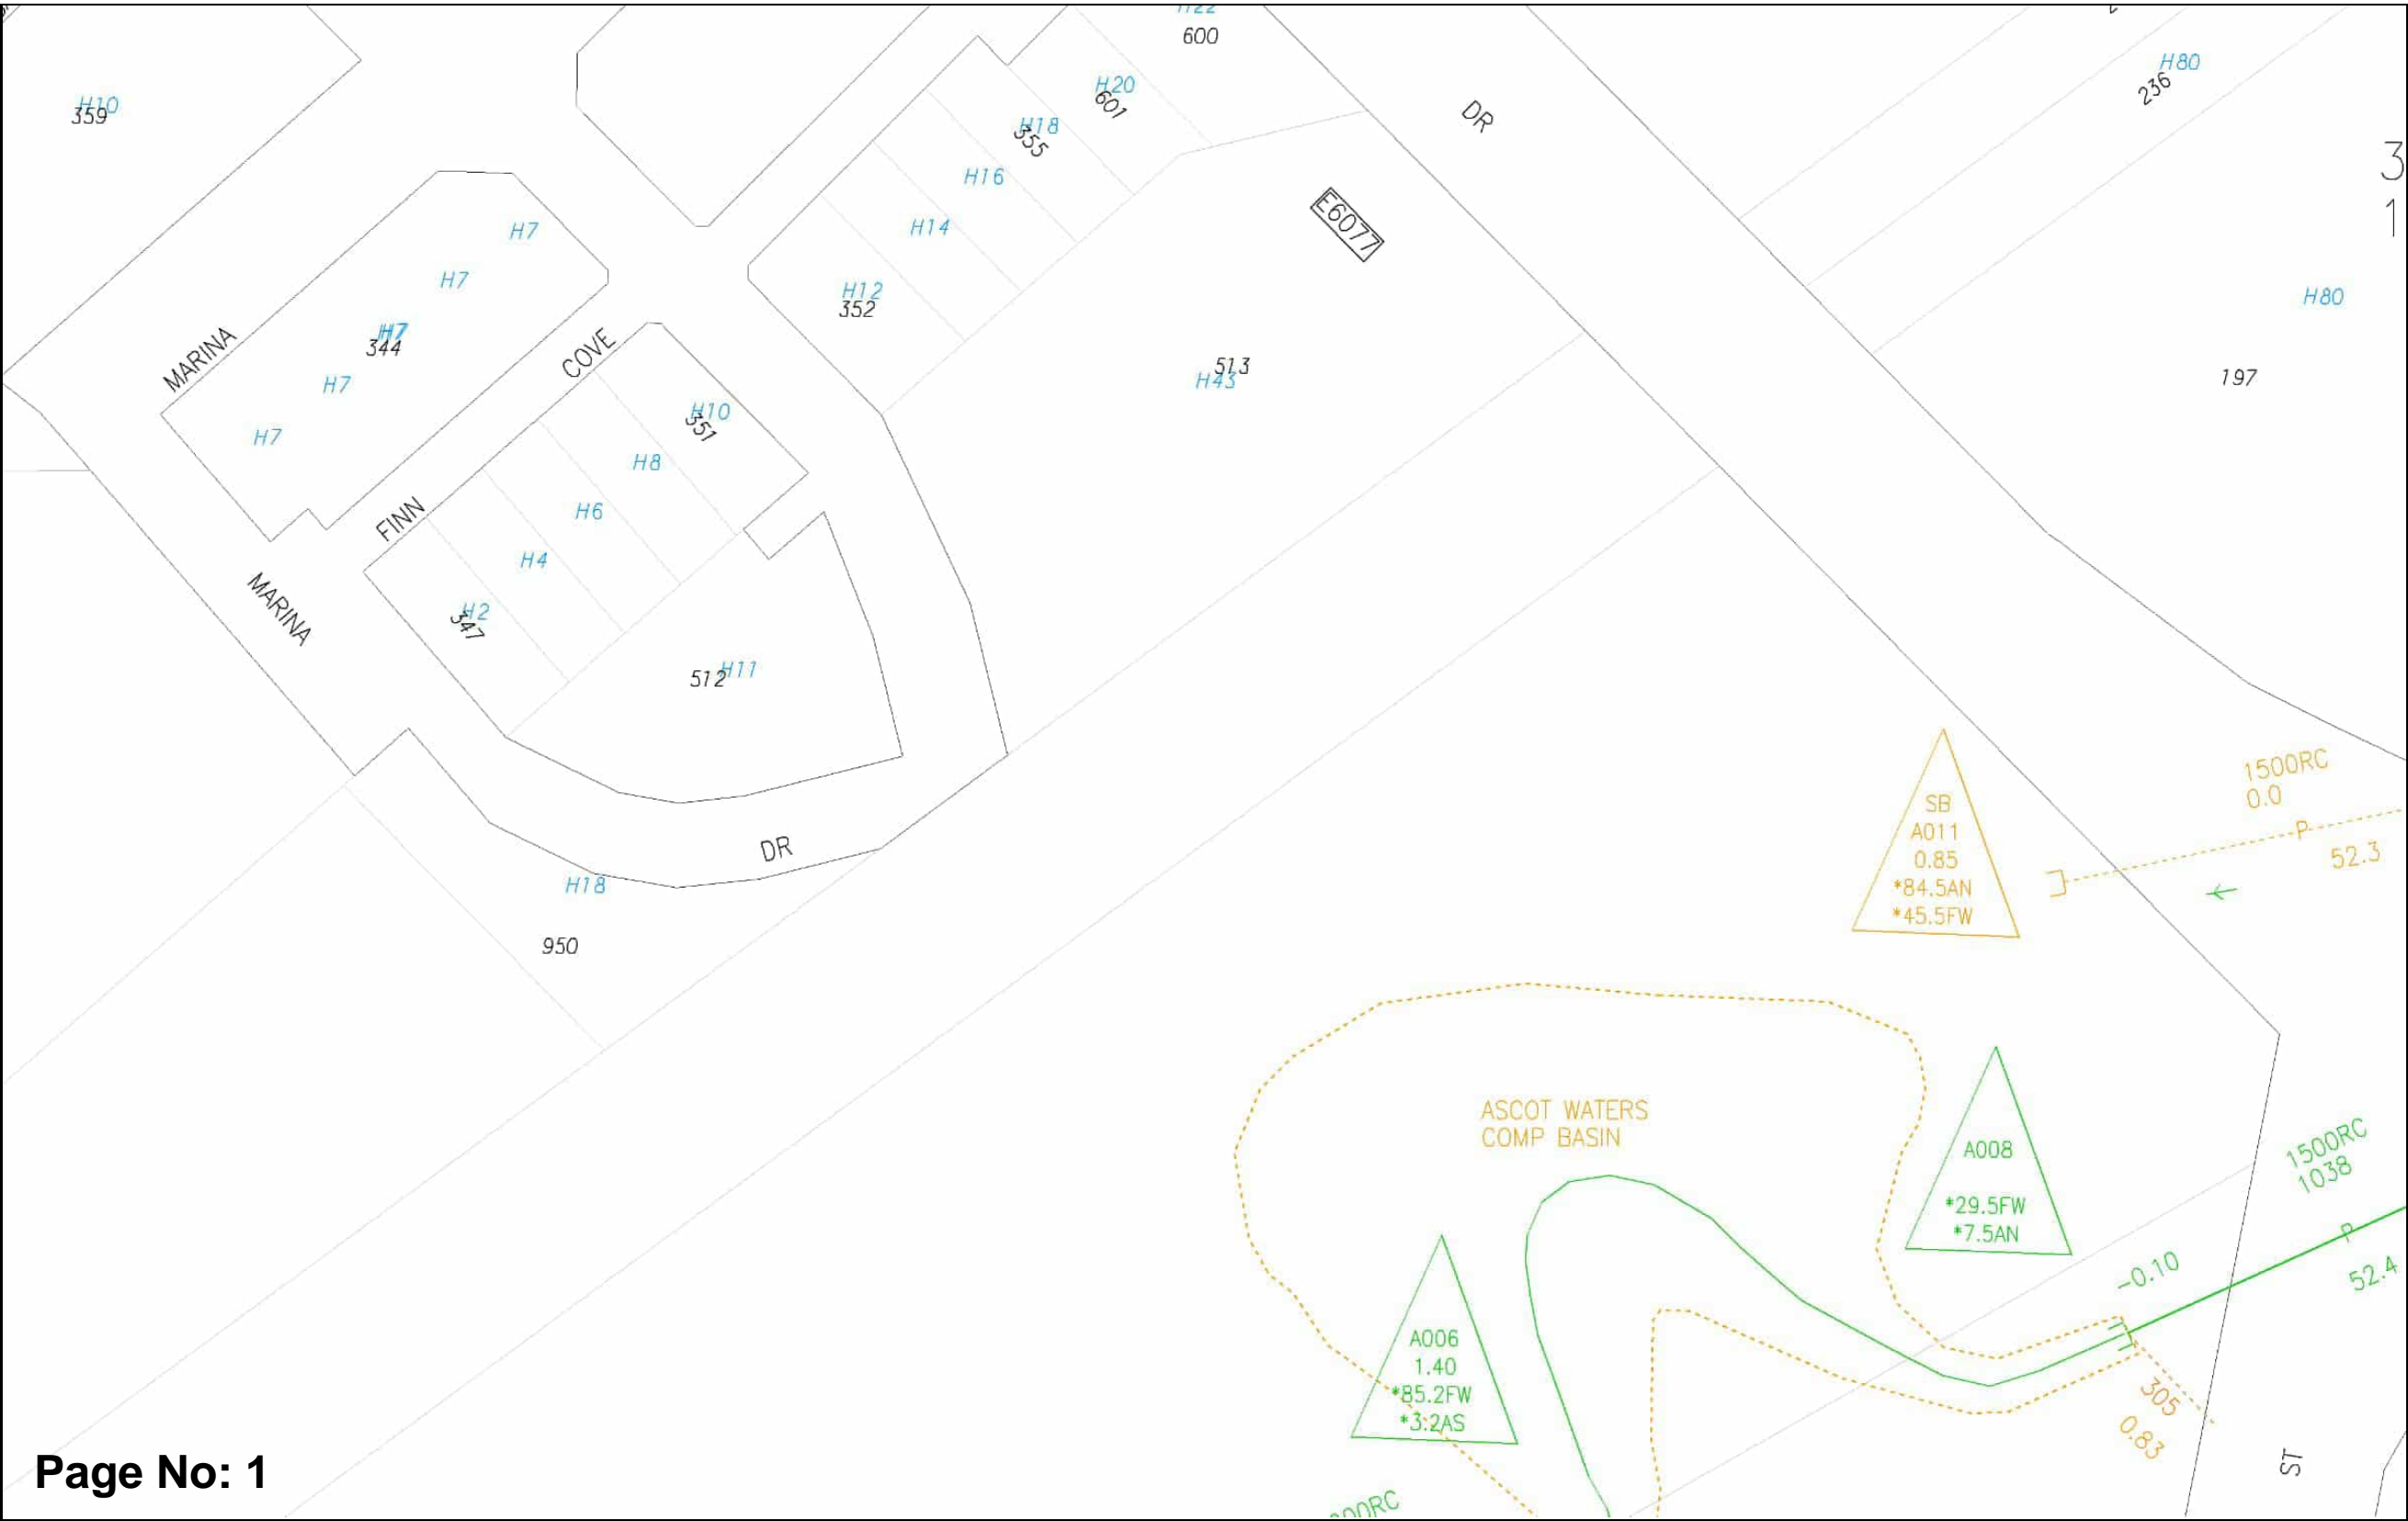 H22
600
H80
236
H10
359
H20
601
DR
H18
355
3
1
H16
E6077
H14
H7
H7
H12
352
H80
H7
344
MARINA
COVE
513
H43
197
H7
H10
351
H7
H8
FINN
H6
H4
MARINA
H2
347
H11
512
1500RC
0.0
P
52.3
SB
A011
0.85
*84.5AN
*45.5FW
DR
H18
950
ASCOT WATERS
COMP BASIN
A008
*29.5FW
*7.5AN
1500RC
1038
P
-0.10
52.4
A006
1.40
*85.2FW
*3.2AS
305
0.83
ST
Page No: 1